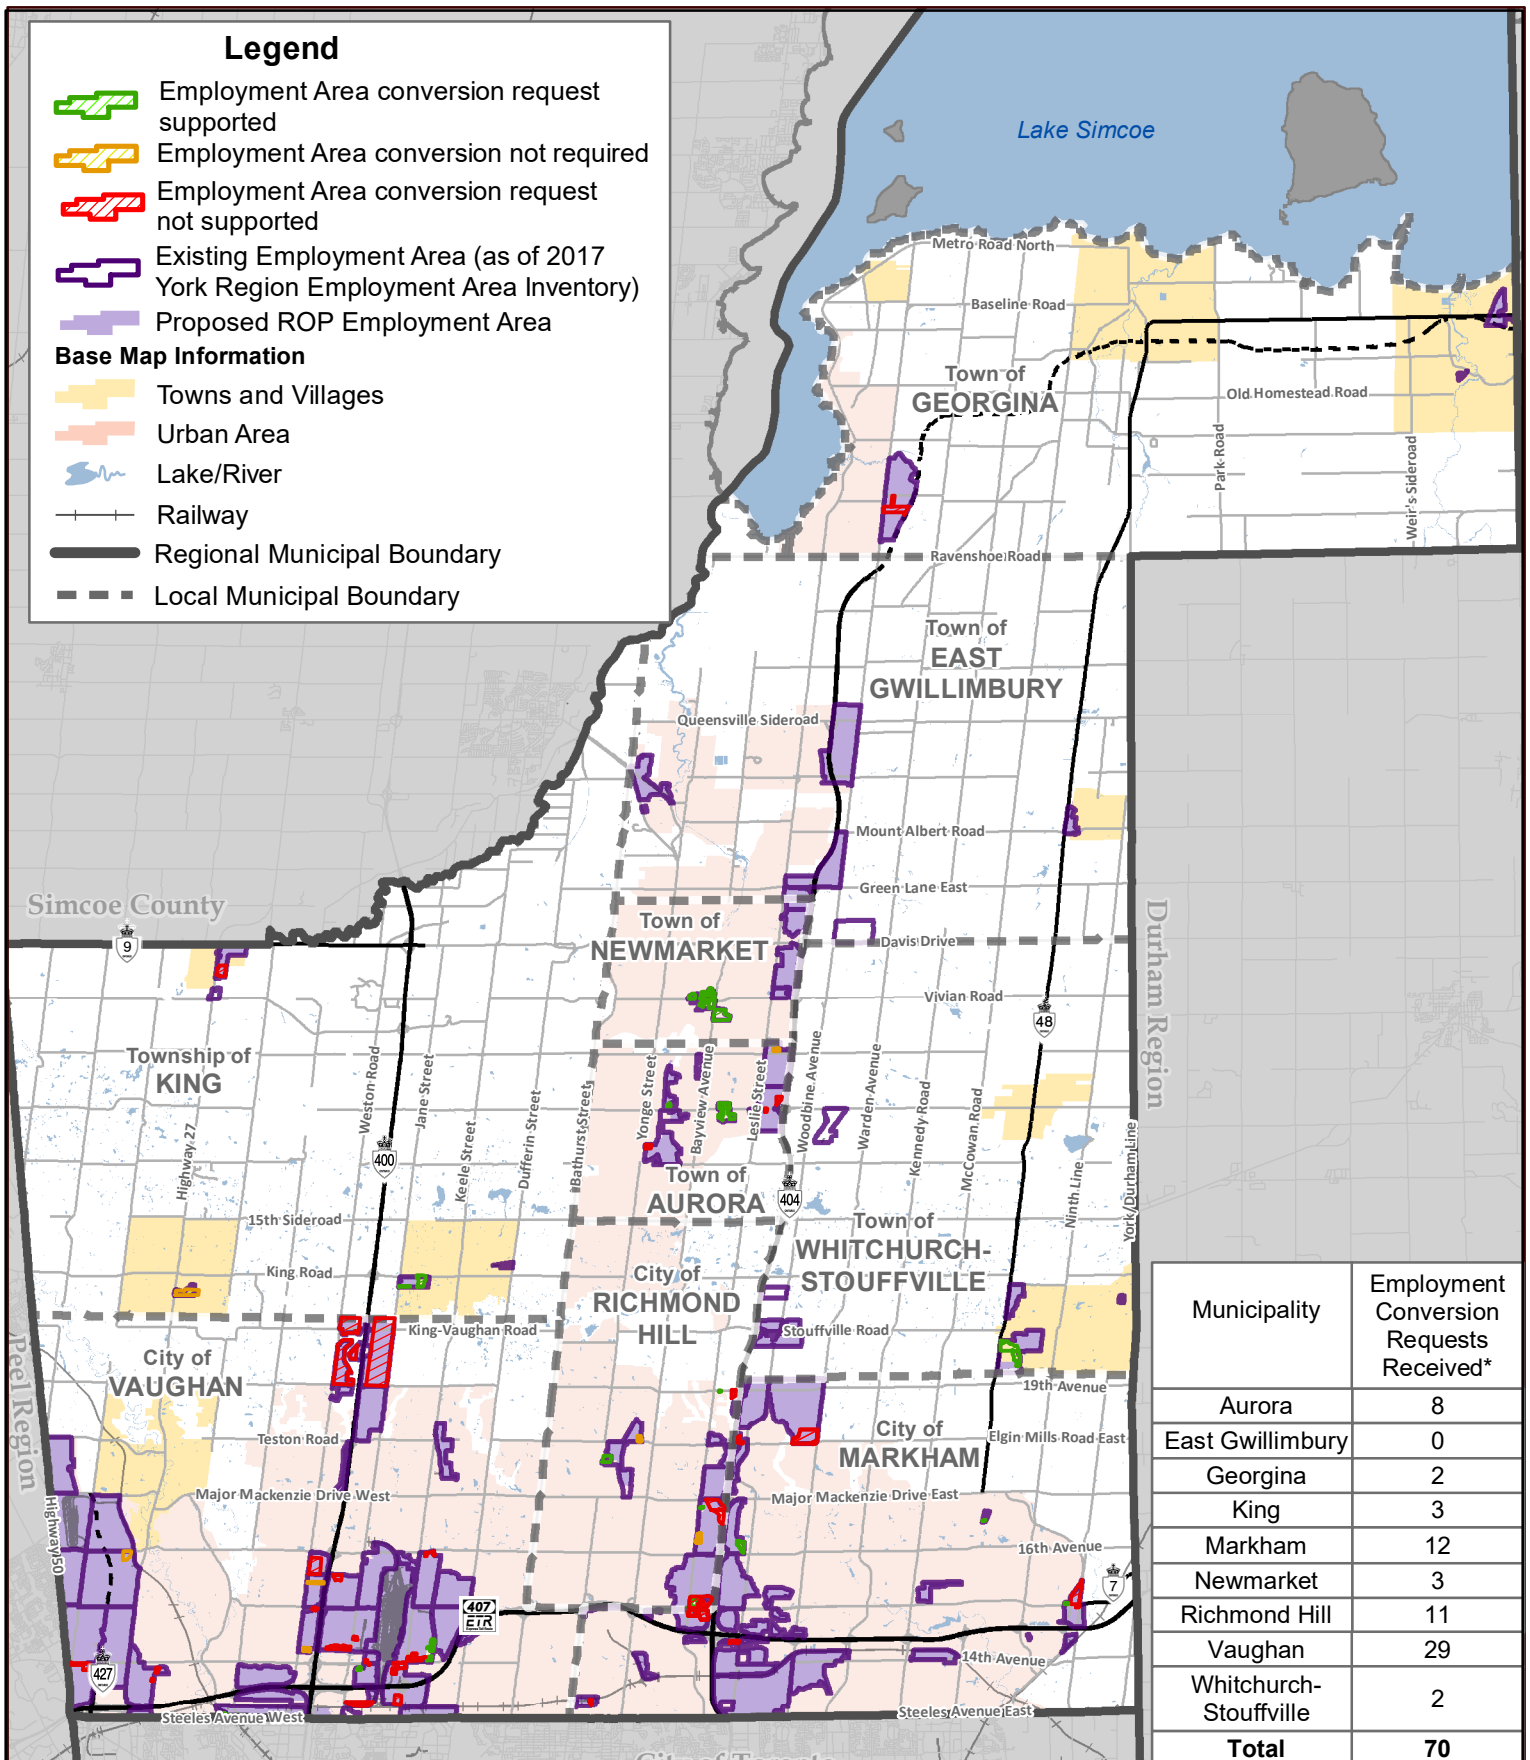 Legend
Employment Area conversion request
supported
Employment Area conversion not required
Employment Area conversion request
not supported
Existing Employment Area (as of 2017
York Region Employment Area Inventory)
Proposed ROP Employment Area
Base Map Information
Towns and Villages
Urban Area
Lake/River
Railway
Regional Municipal Boundary
Local Municipal Boundary
Lake Simcoe
Metro Road North
Baseline Road
Town of
GEORGINA
Old Homestead Road
Park Road
Weir's Sideroad
Ravenshoe Road
Town of
EAST
GWILLIMBURY
Queensville Sideroad
Mount Albert Road
Green Lane East
Simcoe County
9
Town of
NEWMARKET
Davis Drive
Durham Region
Vivian Road
48
Township of
KING
Highway 27
Weston Road
400
Jane Street
Keele Street
Dufferin Street
Bathurst Street
Yonge Street
Bayview Avenue
Leslie Street
Woodbine Avenue
Warden Avenue
Kennedy Road
McCowan Road
Ninth Line
York/Durham Line
Town of
AURORA
404
15th Sideroad
Town of
WHITCHURCH-
STOUFFVILLE
King Road
City of
RICHMOND
HILL
King-Vaughan Road
Stouffville Road
Peel Region
City of
VAUGHAN
19th Avenue
Teston Road
City of
MARKHAM
Elgin Mills Road East
Major Mackenzie Drive West
Major Mackenzie Drive East
Highway 50
16th Avenue
7
407
ETR
427
14th Avenue
Steeles Avenue West
Steeles Avenue East
City of Toronto
Municipality
Employment
Conversion
Requests
Received*
Aurora 8
East Gwillimbury 0
Georgina 2
King 3
Markham 12
Newmarket 3
Richmond Hill 11
Vaughan 29
Whitchurch-
Stouffville 2
Total 70